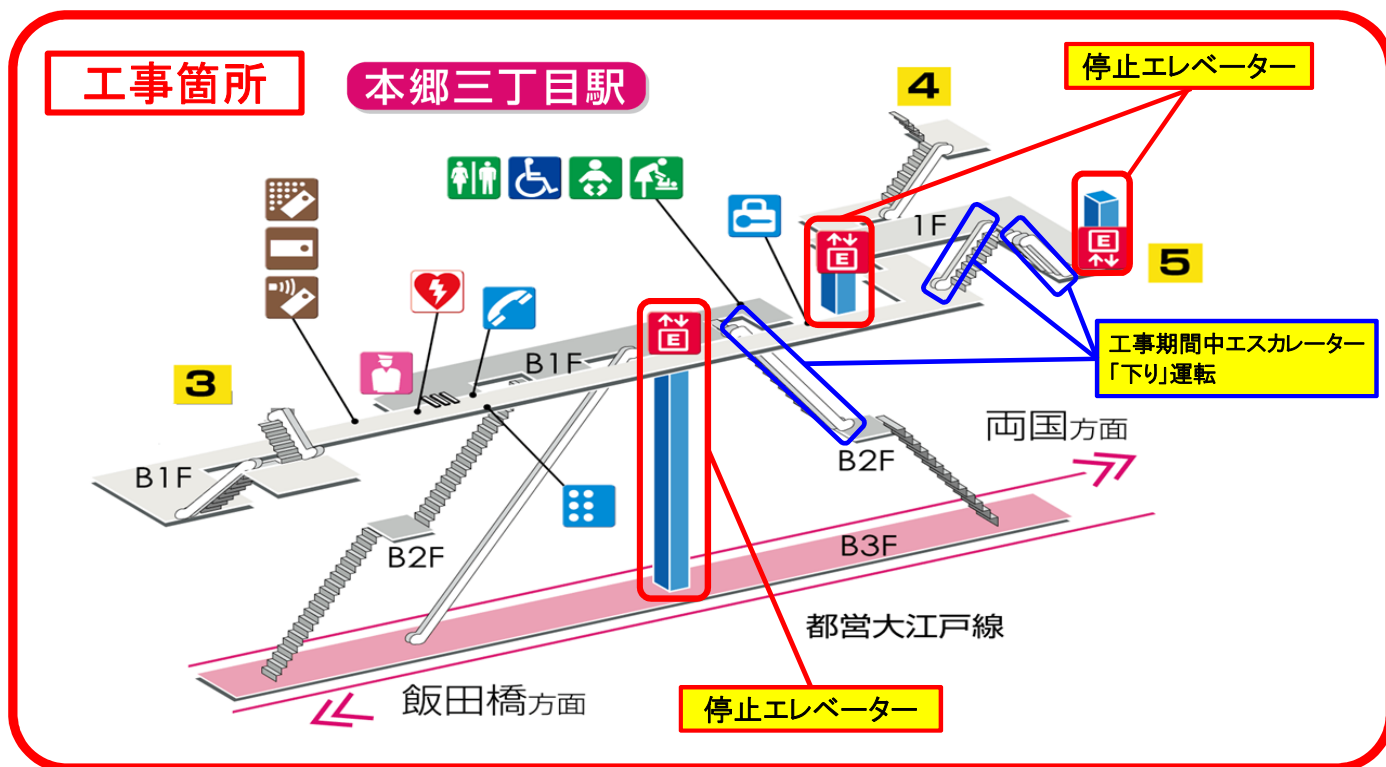 工事箇所
本郷三丁目駅
停止エレベーター
4
1F
E
E
5
工事期間中エスカレーター
「下り」運転
E
B1F
3
B1F
両国方面
B2F
B2F
B3F
都営大江戸線
飯田橋方面
停止エレベーター